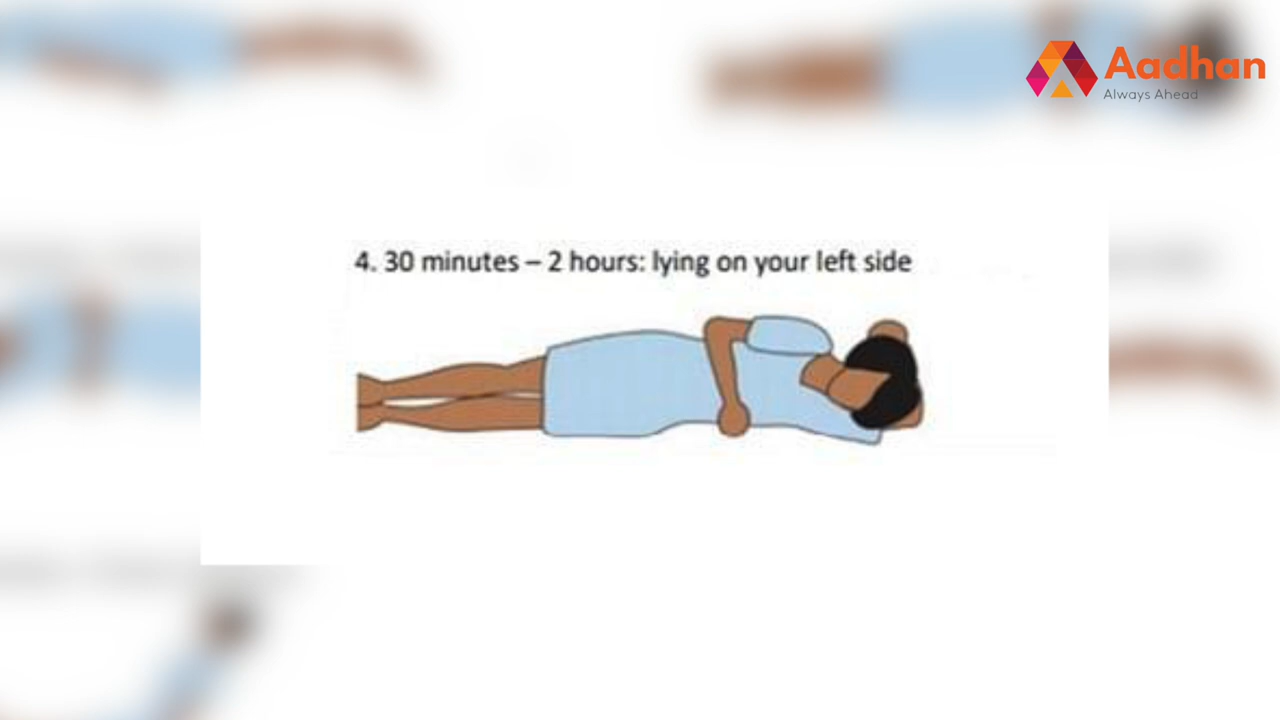 Aadhan
Always Ahead
4. 30 minutes – 2 hours: lying on your left side